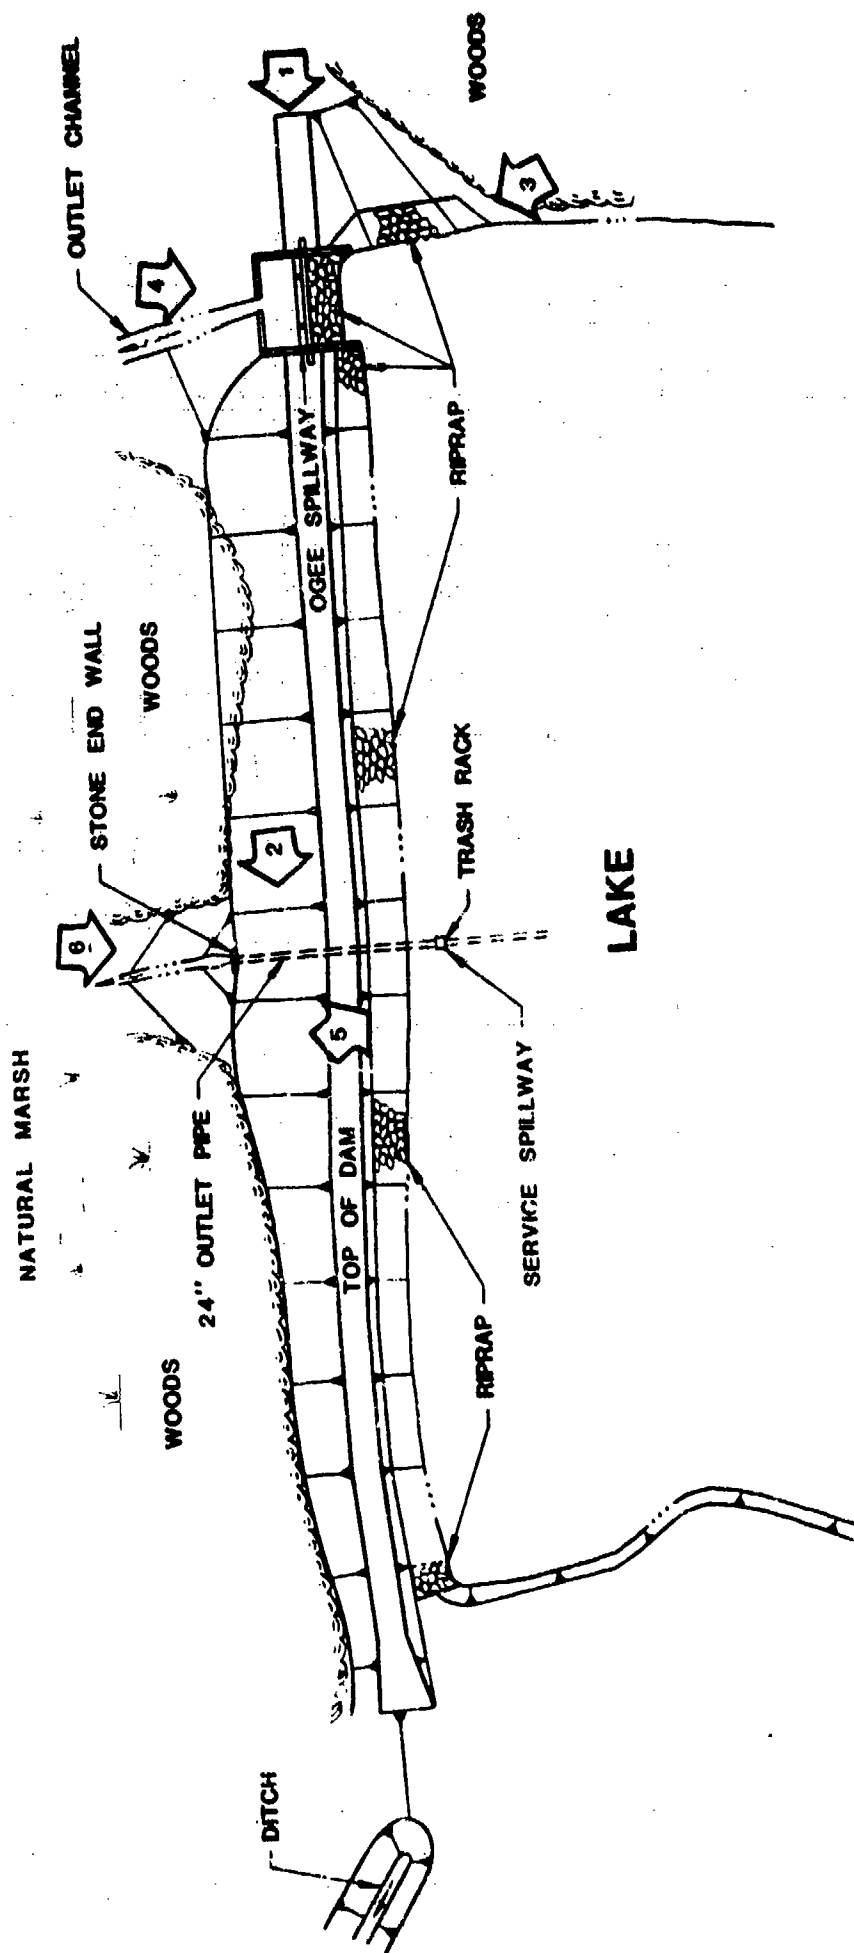 OUTLET CHANNEL
1
WOODS
4
3
OGEE SPILLWAY
RIPRAP
STONE END WALL
WOODS
2
6
TRASH RACK
LAKE
NATURAL MARSH
24" OUTLET PIPE
5
TOP OF DAM
SERVICE SPILLWAY
WOODS
RIPRAP
DITCH